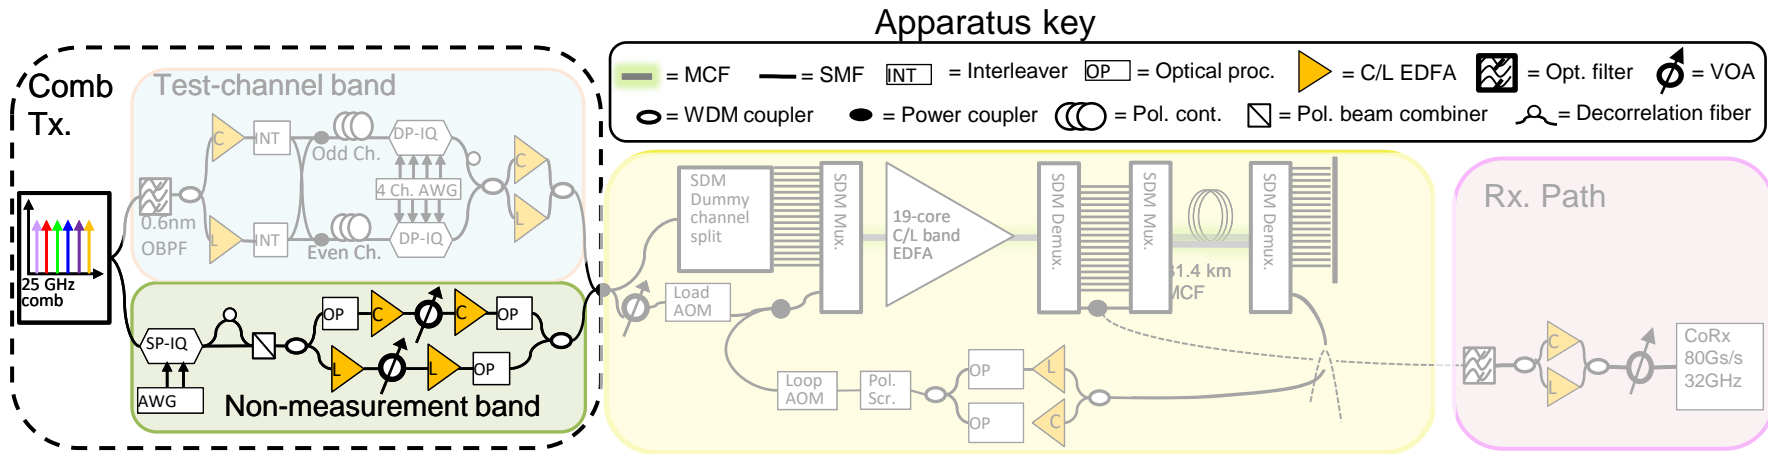 Apparatus key
= MCF
= SMF
INT = Interleaver
OP = Optical proc.
= C/L EDFA
= Opt. filter
= VOA
= WDM coupler
= Power coupler
= Pol. cont.
= Pol. beam combiner
= Decorrelation fiber
Comb
Tx.
Test-channel band
25 GHz
comb
0.6nm
OBPF
C
INT
L
INT
Odd Ch.
DP-IQ
4 Ch. AWG
DP-IQ
Even Ch.
C
L
SP-IQ
AWG
OP
C
C
OP
L
L
OP
Non-measurement band
SDM
Dummy
channel
split
Load
AOM
SDM Mux.
19-core
C/L band
EDFA
SDM Demux.
SDM Mux.
31.4 km
MCF
SDM Demux.
Loop
AOM
Pol.
Scr.
OP
L
OP
C
Rx. Path
C
L
CoRx
80Gs/s
32GHz